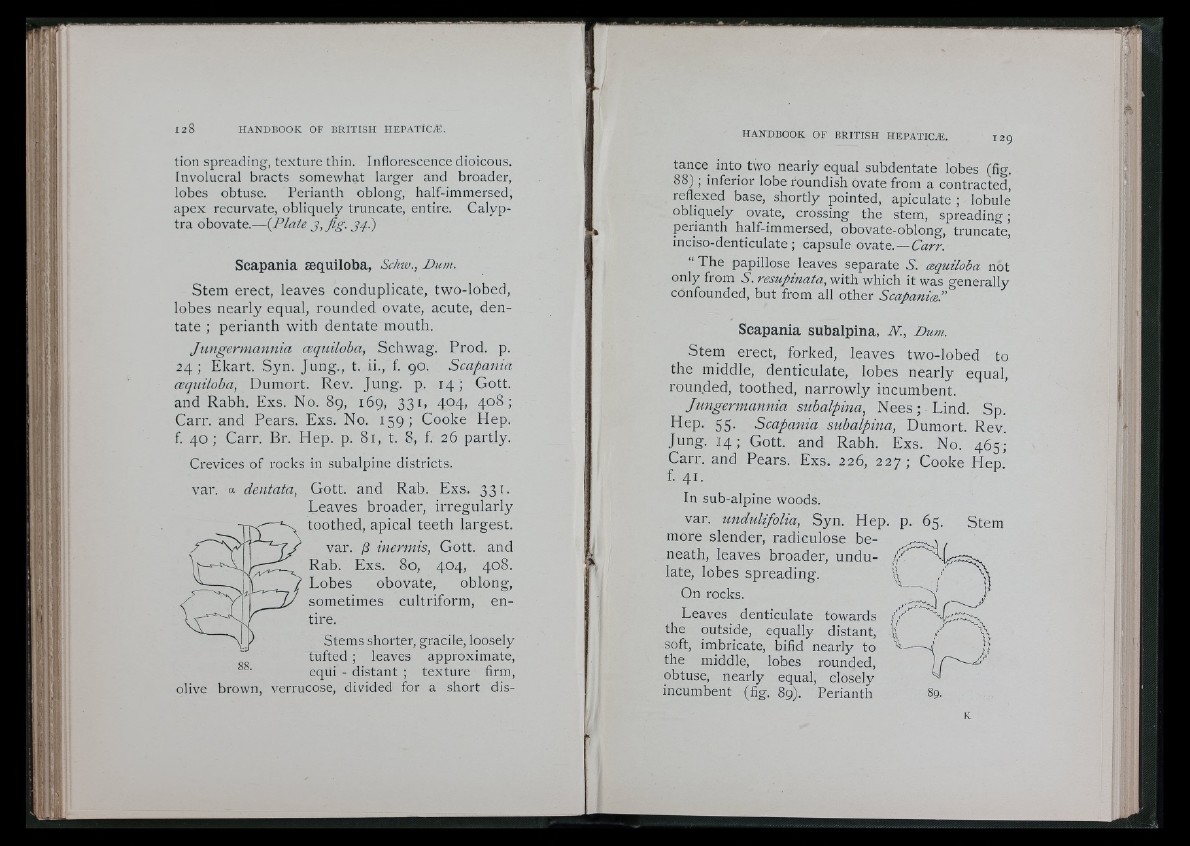 128 HANDBOOK OF BRITISH HEPATICÆ.
tion spreading, texture thin. Inflorescence dioicous.
Involucral bracts somewhat larger and broader,
lobes obtuse. Perianth oblong, half-immersed,
apex recurvate, obliquely truncate, entire. Calyp-
tra obovate.—(Plate 3, fig. 34.)
Scapania æquiloba, Schw., Dum.
Stem erect, leaves conduplicate, two-lobed,
lobes nearly equal, rounded ovate, acute, den-
tate ; perianth with dentate mouth.
Jungermannia æquiloba, Schwag. Prod. p.
24 ; Ekart. Syn. Jung., t. ii., f. 90. Scapania
æquiloba, Dumort. Rev. Jung. p. 14 ; Gott.
and Rabh. Exs. No. 89, 169, 331, 404, 408 ;
Carr. and Pears. Exs. No. 159 ; Cooke Hep.
f. 40 ; Carr. Br. Hep. p. 81, t. 8, f. 26 partly.
Crevices of rocks in subalpine districts.
var. α dentata, Gott. and Rab. Exs. 331.
Leaves broader, irregularly
toothed, apical teeth largest.
var. β inermis, Gott. and
Rab. Exs. 80, 404, 408.
Lobes obovate, oblong,
sometimes cultriform, en-
tire.
Stems shorter, gracile, loosely
tufted ; leaves approximate,
equi-distant ; texture firm,
88.
olive brown, verrucose, divided for a short dis-
HANDBOOK OF BRITISH HEPATICÆ. 129
tance into two nearly equal subdentate lobes (fig.
88) ; inferior lobe roundish ovate from a contracted,
reflexed base, shortly pointed, apiculate ; lobule
obliquely ovate, crossing the stem, spreading ;
perianth half-immersed, obovate-oblong, truncate,
inciso-denticulate ; capsule ovate.—Carr.
“ The papillose leaves separate S. æquiloba not
only from S. resupinata, with which it was generally
confounded, but from all other Scapaniæ.”
Scapania subalpina, N., Dum.
Stem erect, forked, leaves two-lobed to
the middle, denticulate, lobes nearly equal,
rounded, toothed, narrowly incumbent.
Jungermannia subalpina, Nees ; Lind. Sp.
Hep. 55. Scapania subalpina, Dumort. Rev.
Jung. 14 ; Gott. and Rabh. Exs. No. 465 ;
Carr. and Pears. Exs. 226, 227 ; Cooke Hep.
f. 41.
In sub-alpine woods.
var. undulifolia, Syn. Hep. p. 65. Stem
more slender, radiculose be-
neath, leaves broader, undu-
late, lobes spreading.
On rocks.
Leaves denticulate towards
the outside, equally distant,
soft, imbricate, bifid nearly to
the middle, lobes rounded,
obtuse, nearly equal, closely
incumbent (fig. 89). Perianth
89.
K